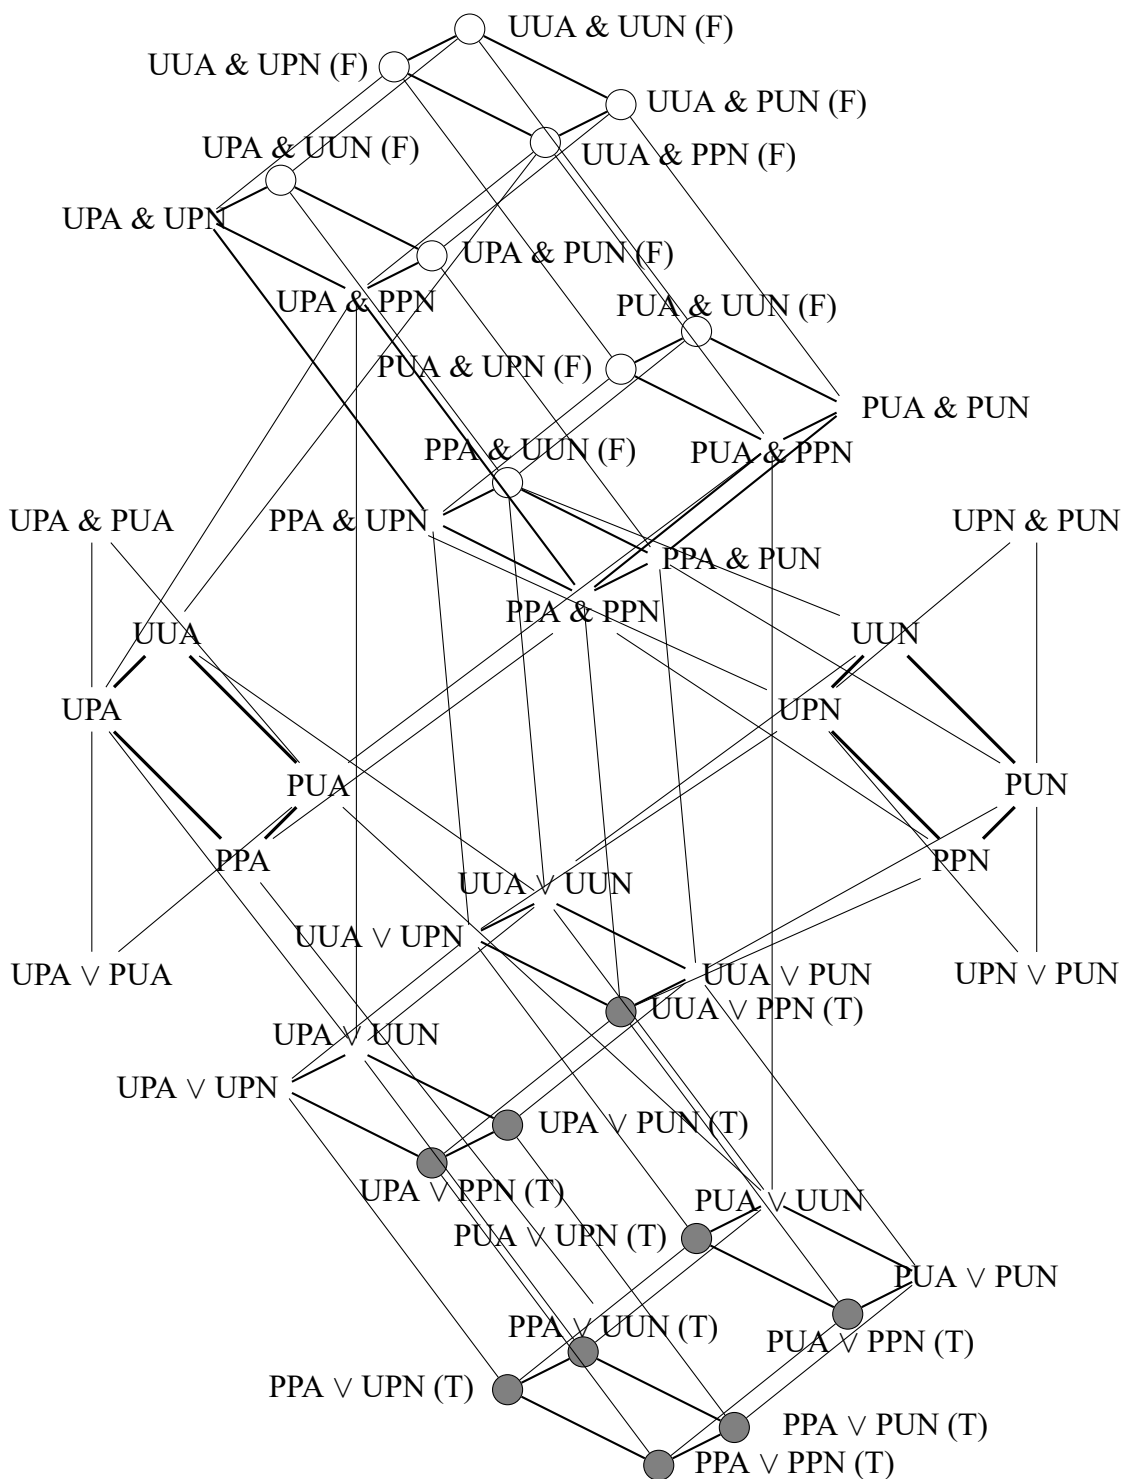 UUA & UUN (F)
UUA & UPN (F)
UUA & PUN (F)
UPA & UUN (F)
UUA & PPN (F)
UPA & UPN
UPA & PUN (F)
UPA & PPN
PUA & UUN (F)
PUA & UPN (F)
PUA & PUN
PPA & UUN (F)
PUA & PPN
UPA & PUA
PPA & UPN
UPN & PUN
PPA & PUN
PPA & PPN
UUA
UUN
UPA
UPN
PUA
PUN
PPA
PPN
UUA ∨ UUN
UUA ∨ UPN
UPA ∨ PUA
UUA ∨ PUN
UPN ∨ PUN
UUA ∨ PPN (T)
UPA ∨ UUN
UPA ∨ UPN
UPA ∨ PUN (T)
UPA ∨ PPN (T)
PUA ∨ UUN
PUA ∨ UPN (T)
PUA ∨ PUN
PPA ∨ UUN (T)
PUA ∨ PPN (T)
PPA ∨ UPN (T)
PPA ∨ PUN (T)
PPA ∨ PPN (T)